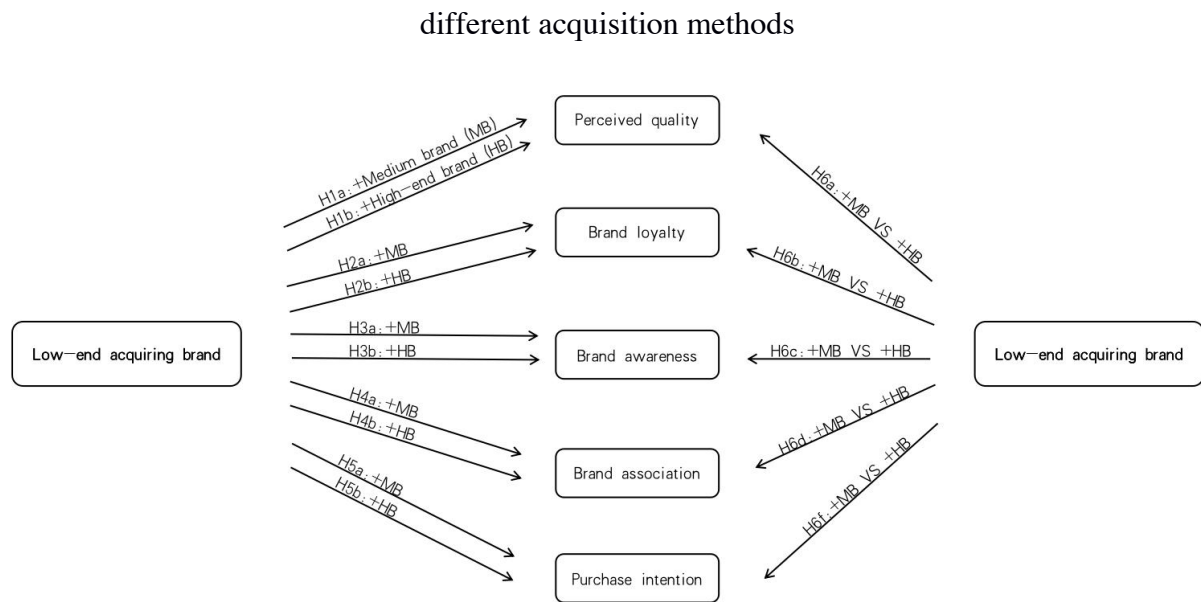 different acquisition methods
Perceived quality
H1a:+Medium brand (MB)
H1b:+High-end brand (HB)
H6a:+MB VS +HB
Brand loyalty
H2a:+MB
H2b:+HB
H6b:+MB VS +HB
Low-end acquiring brand
H3a:+MB
H3b:+HB
Brand awareness
H6c:+MB VS +HB
Low-end acquiring brand
H4a:+MB
H4b:+HB
Brand association
H6d:+MB VS +HB
H5a:+MB
H5b:+HB
Purchase intention
H6f:+MB VS +HB